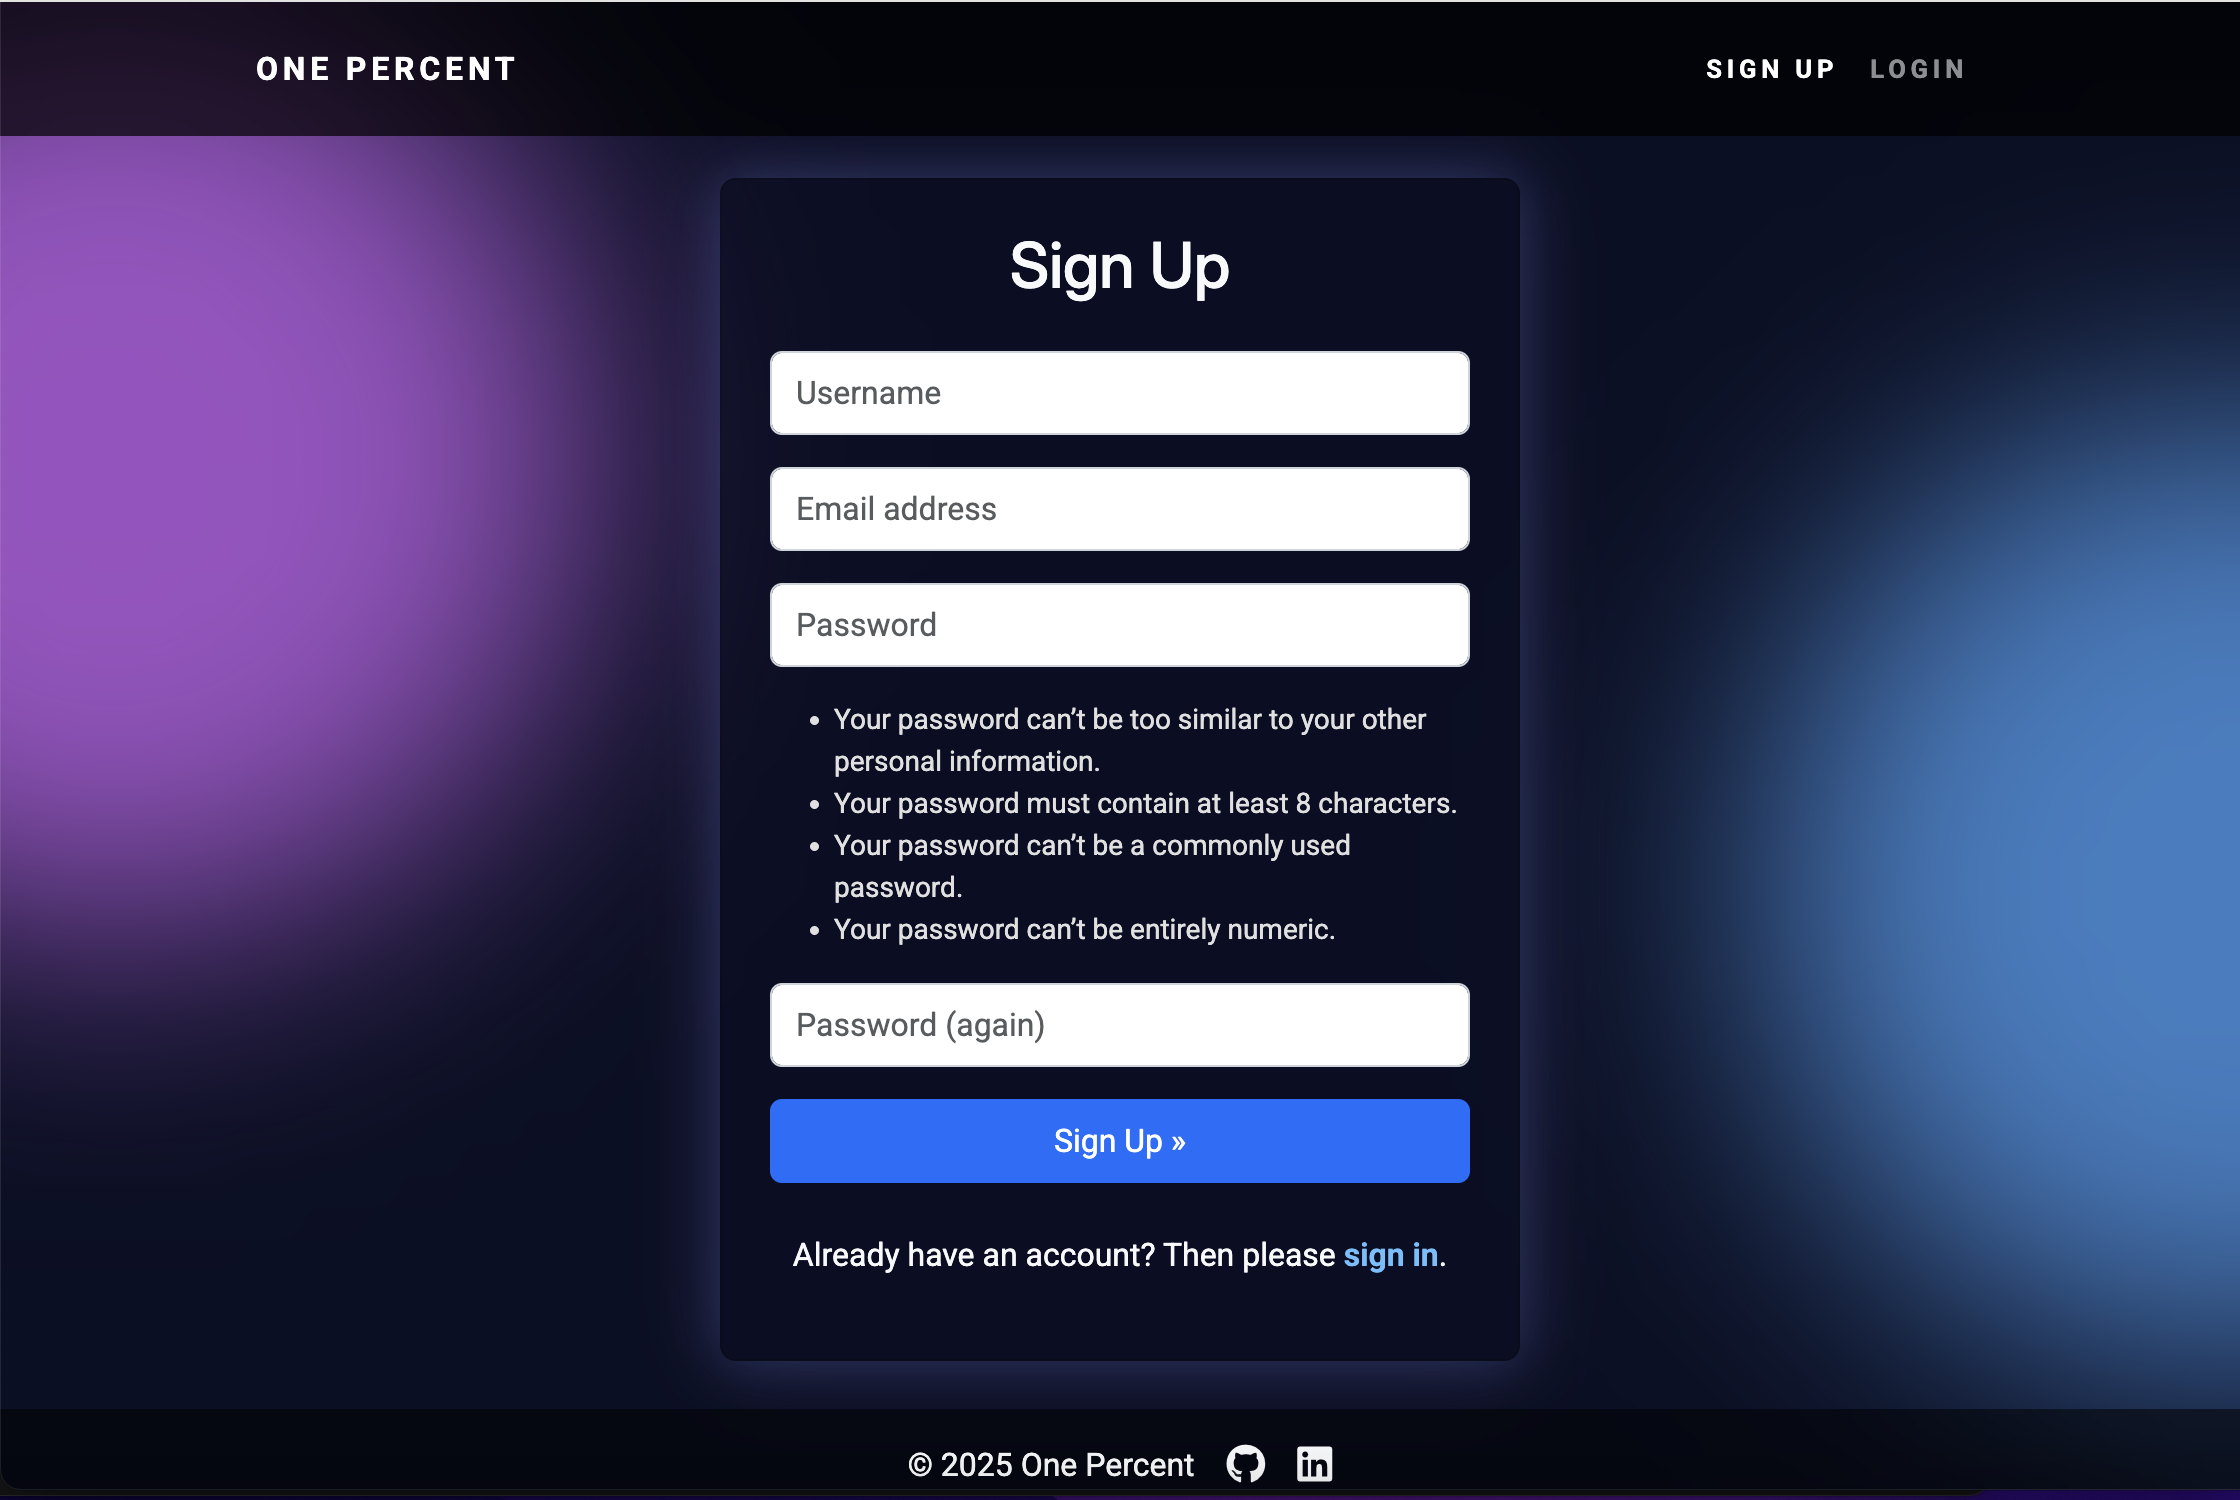 ONE PERCENT
SIGN UP LOGIN
Sign Up
Username
Email address
Password
• Your password can’t be too similar to your other
personal information.
• Your password must contain at least 8 characters.
• Your password can’t be a commonly used
password.
• Your password can’t be entirely numeric.
Password (again)
Sign Up »
Already have an account? Then please sign in.
© 2025 One Percent in